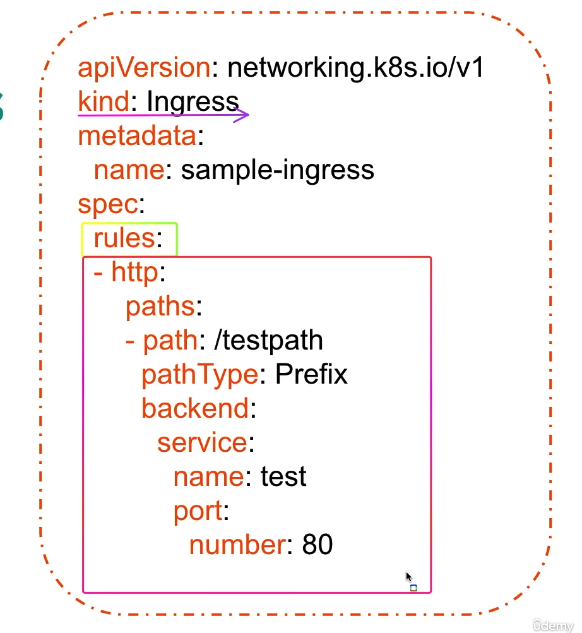 apiVersion: networking.k8s.io/v1
kind: Ingress
metadata:
  name: sample-ingress
spec:
  rules:
  - http:
      paths:
      - path: /testpath
        pathType: Prefix
        backend:
          service:
            name: test
            port:
              number: 80
Udemy